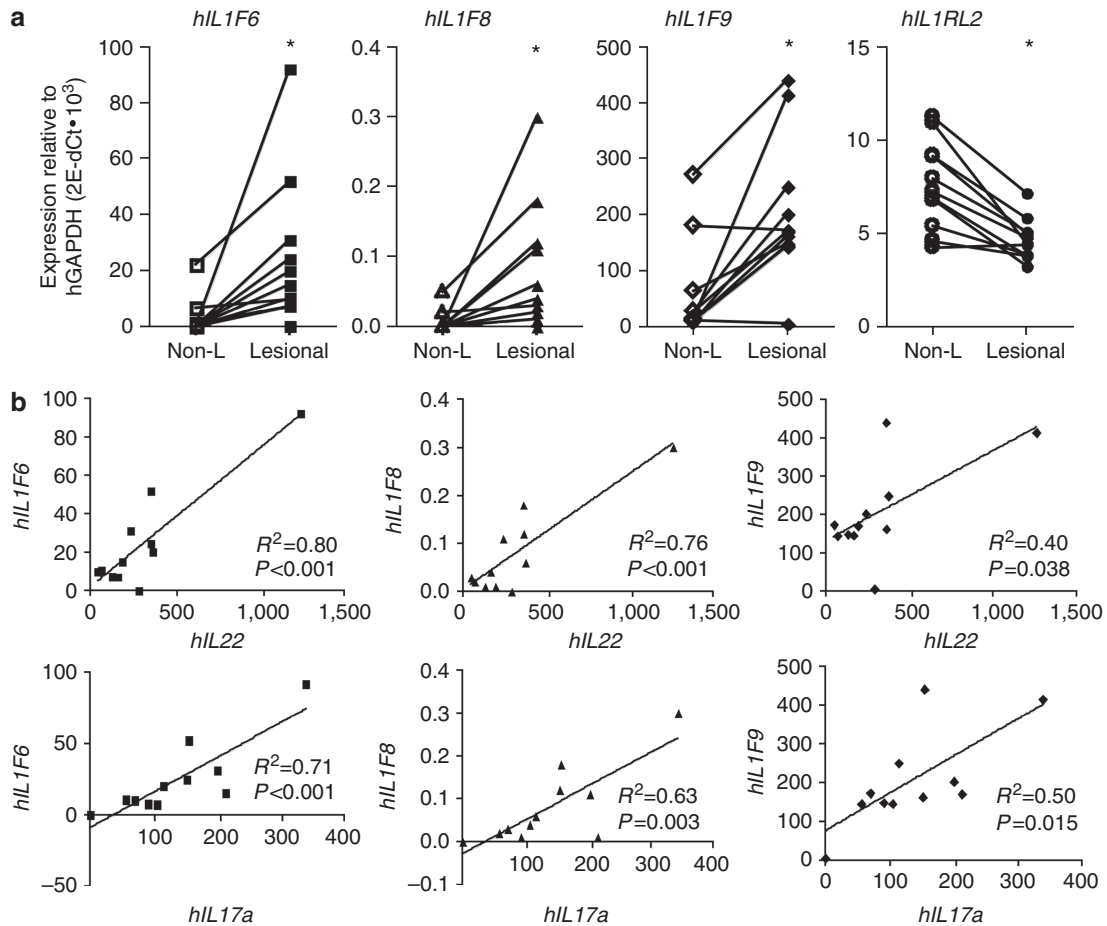 a
hIL1F6
hIL1F8
hIL1F9
hIL1RL2
Expression relative to
hGAPDH (2E-dCt•10³)
100
80
60
40
20
0
*
Non-L Lesional
0.4
0.3
0.2
0.1
0.0
*
Non-L Lesional
500
400
300
200
100
0
*
Non-L Lesional
15
10
5
0
*
Non-L Lesional
b
hIL1F6
100
80
60
40
20
0
R²=0.80
P<0.001
0 500 1,000 1,500
hIL22
hIL1F8
0.4
0.3
0.2
0.1
0.0
R²=0.76
P<0.001
0 500 1,000 1,500
hIL22
hIL1F9
500
400
300
200
100
0
R²=0.40
P=0.038
0 500 1,000 1,500
hIL22
hIL1F6
100
50
0
–50
R²=0.71
P<0.001
100 200 300 400
hIL17a
hIL1F8
0.4
0.3
0.2
0.1
0.0
–0.1
R²=0.63
P=0.003
100 200 300 400
hIL17a
hIL1F9
500
400
300
200
100
0
R²=0.50
P=0.015
0 100 200 300 400
hIL17a